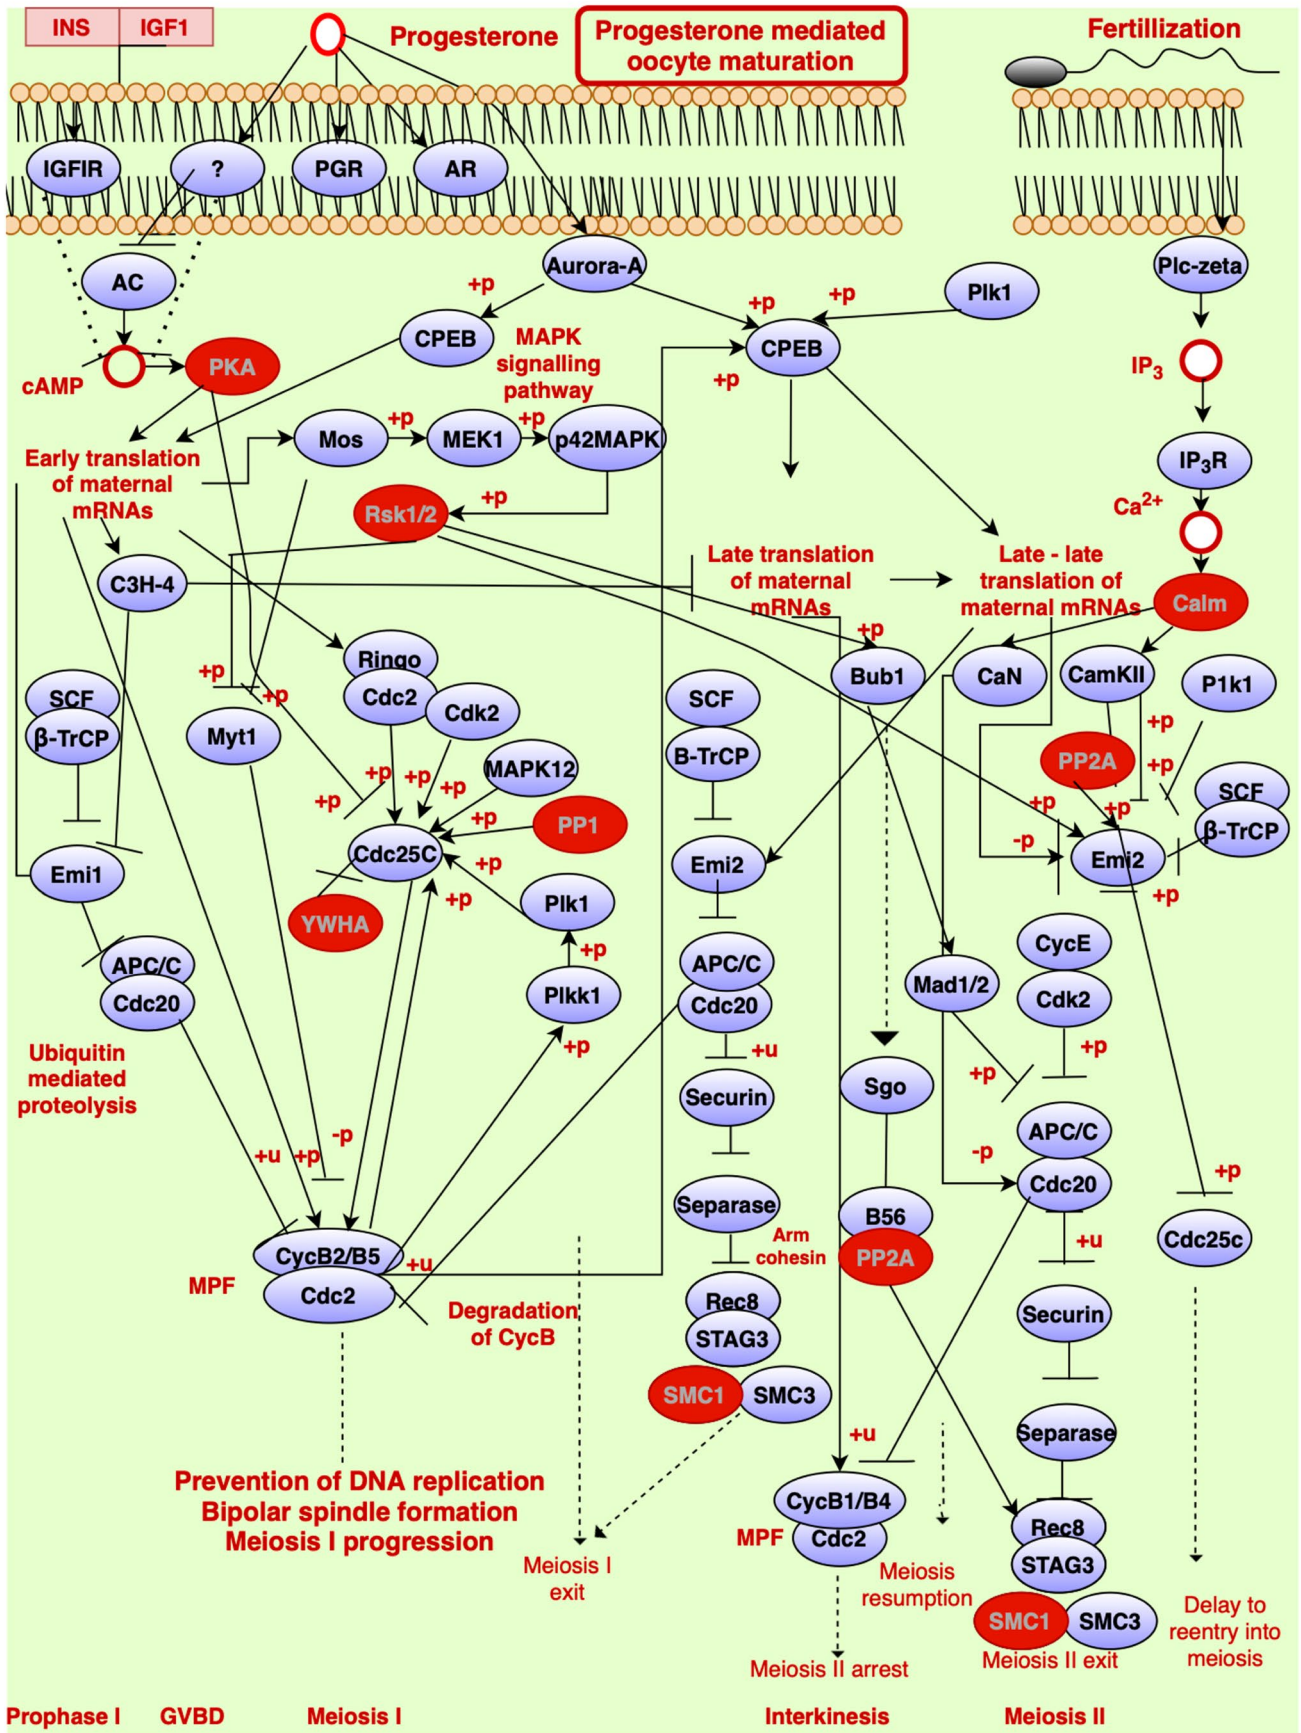 INS IGF1
Progesterone
Progesterone mediated
oocyte maturation
Fertillization
IGFIR
?
PGR
AR
Aurora-A
Plc-zeta
AC
+p
Plk1
+p
+p
CPEB
MAPK
signalling
pathway
CPEB
cAMP
PKA
+p
IP3
Early translation
of maternal
mRNAs
Mos
+p
MEK1
+p
p42MAPK
IP3R
Rsk1/2
+p
Ca2+
C3H-4
Late translation
of maternal
mRNAs
Late - late
translation of
maternal mRNAs
Calm
+p
Ringo
Cdc2
Cdk2
+p
+p
SCF
β-TrCP
Myt1
SCF
B-TrCP
Bub1
CaN
CamKII
P1k1
+p
PP2A
+p
SCF
β-TrCP
MAPK12
+p
+p
+p
+p
+p
PP1
+p
+p
Cdc25C
+p
-p
Emi1
YWHA
+p
Plk1
Emi2
Emi2
+p
APC/C
Cdc20
+p
Plkk1
APC/C
Cdc20
Mad1/2
CycE
Cdk2
Ubiquitin
mediated
proteolysis
+p
+u
+p
+p
Securin
Sgo
-p
+u
+p
APC/C
Cdc20
-p
+p
Separase
B56
PP2A
Arm
cohesin
Cdc25c
+u
CycB2/B5
Cdc2
MPF
+u
Degradation
of CycB
Rec8
STAG3
SMC1
SMC3
Securin
Separase
+u
Prevention of DNA replication
Bipolar spindle formation
Meiosis I progression
CycB1/B4
Cdc2
MPF
Rec8
STAG3
SMC1
SMC3
Meiosis I
exit
Meiosis
resumption
Delay to
reentry into
meiosis
Meiosis II arrest
Meiosis II exit
Prophase I
GVBD
Meiosis I
Interkinesis
Meiosis II